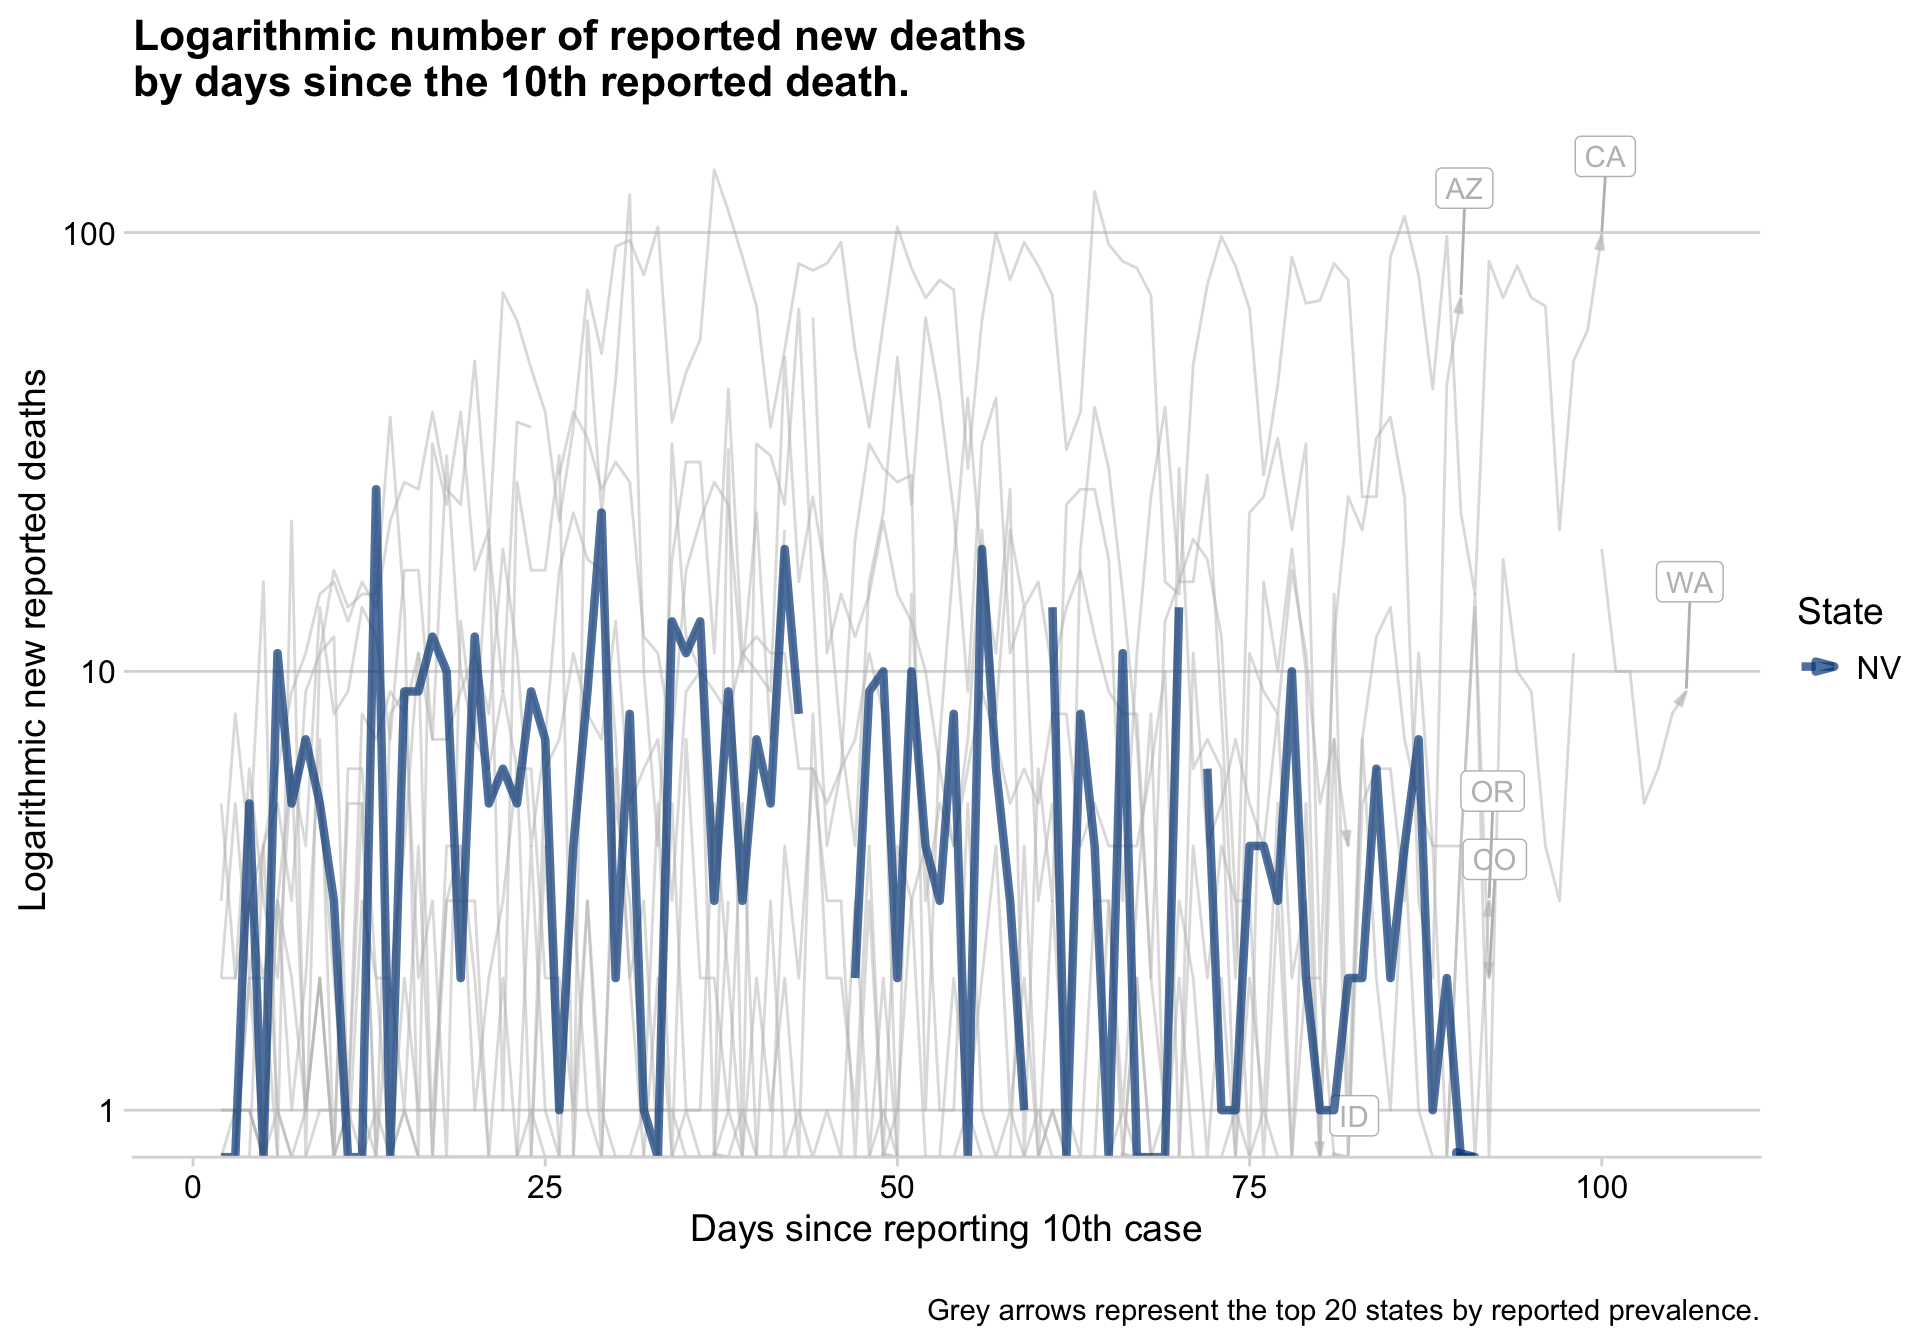 Logarithmic number of reported new deaths
by days since the 10th reported death.
CA
AZ
100
WA
State
NV
10
OR
CO
ID
1
0 25 50 75 100
Logarithmic new reported deaths
Days since reporting 10th case
Grey arrows represent the top 20 states by reported prevalence.